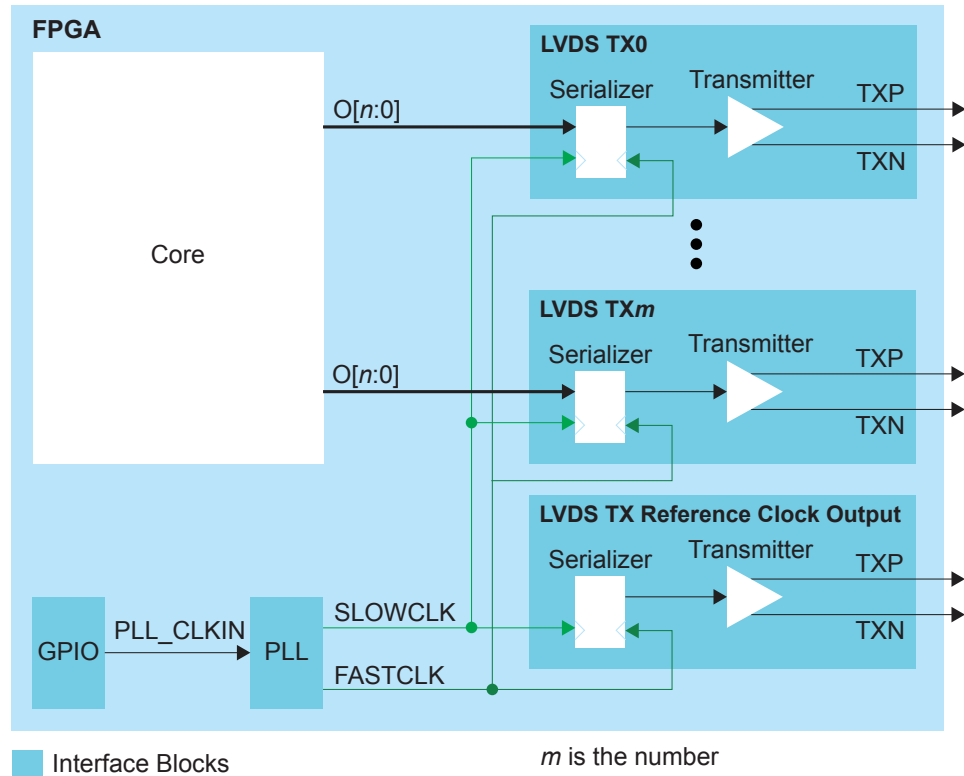 FPGA
Core
O[n:0]
LVDS TX0
Serializer
Transmitter
TXP
TXN
O[n:0]
LVDS TXm
Serializer
Transmitter
TXP
TXN
LVDS TX Reference Clock Output
Serializer
Transmitter
TXP
TXN
GPIO
PLL_CLKIN
PLL
SLOWCLK
FASTCLK
Interface Blocks
m is the number